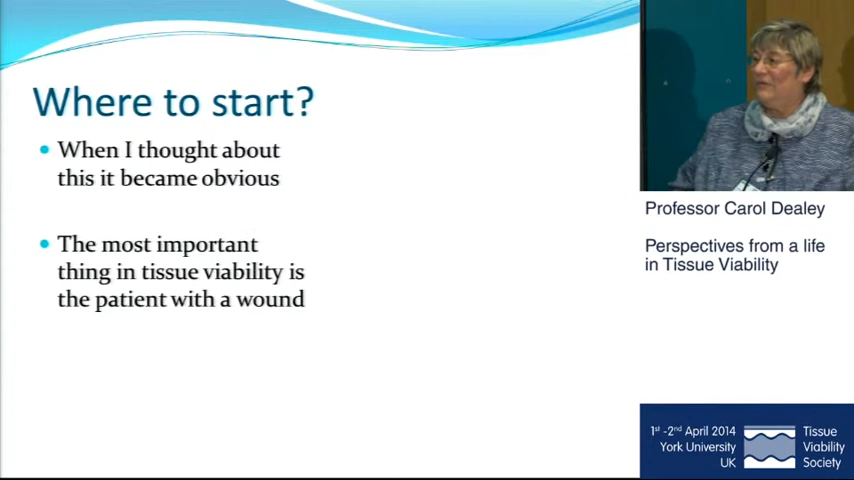 Where to start?
When I thought about
this it became obvious
The most important
thing in tissue viability is
the patient with a wound
Professor Carol Dealey
Perspectives from a life
in Tissue Viability
1st -2nd April 2014
York University
UK
Tissue
Viability
Society